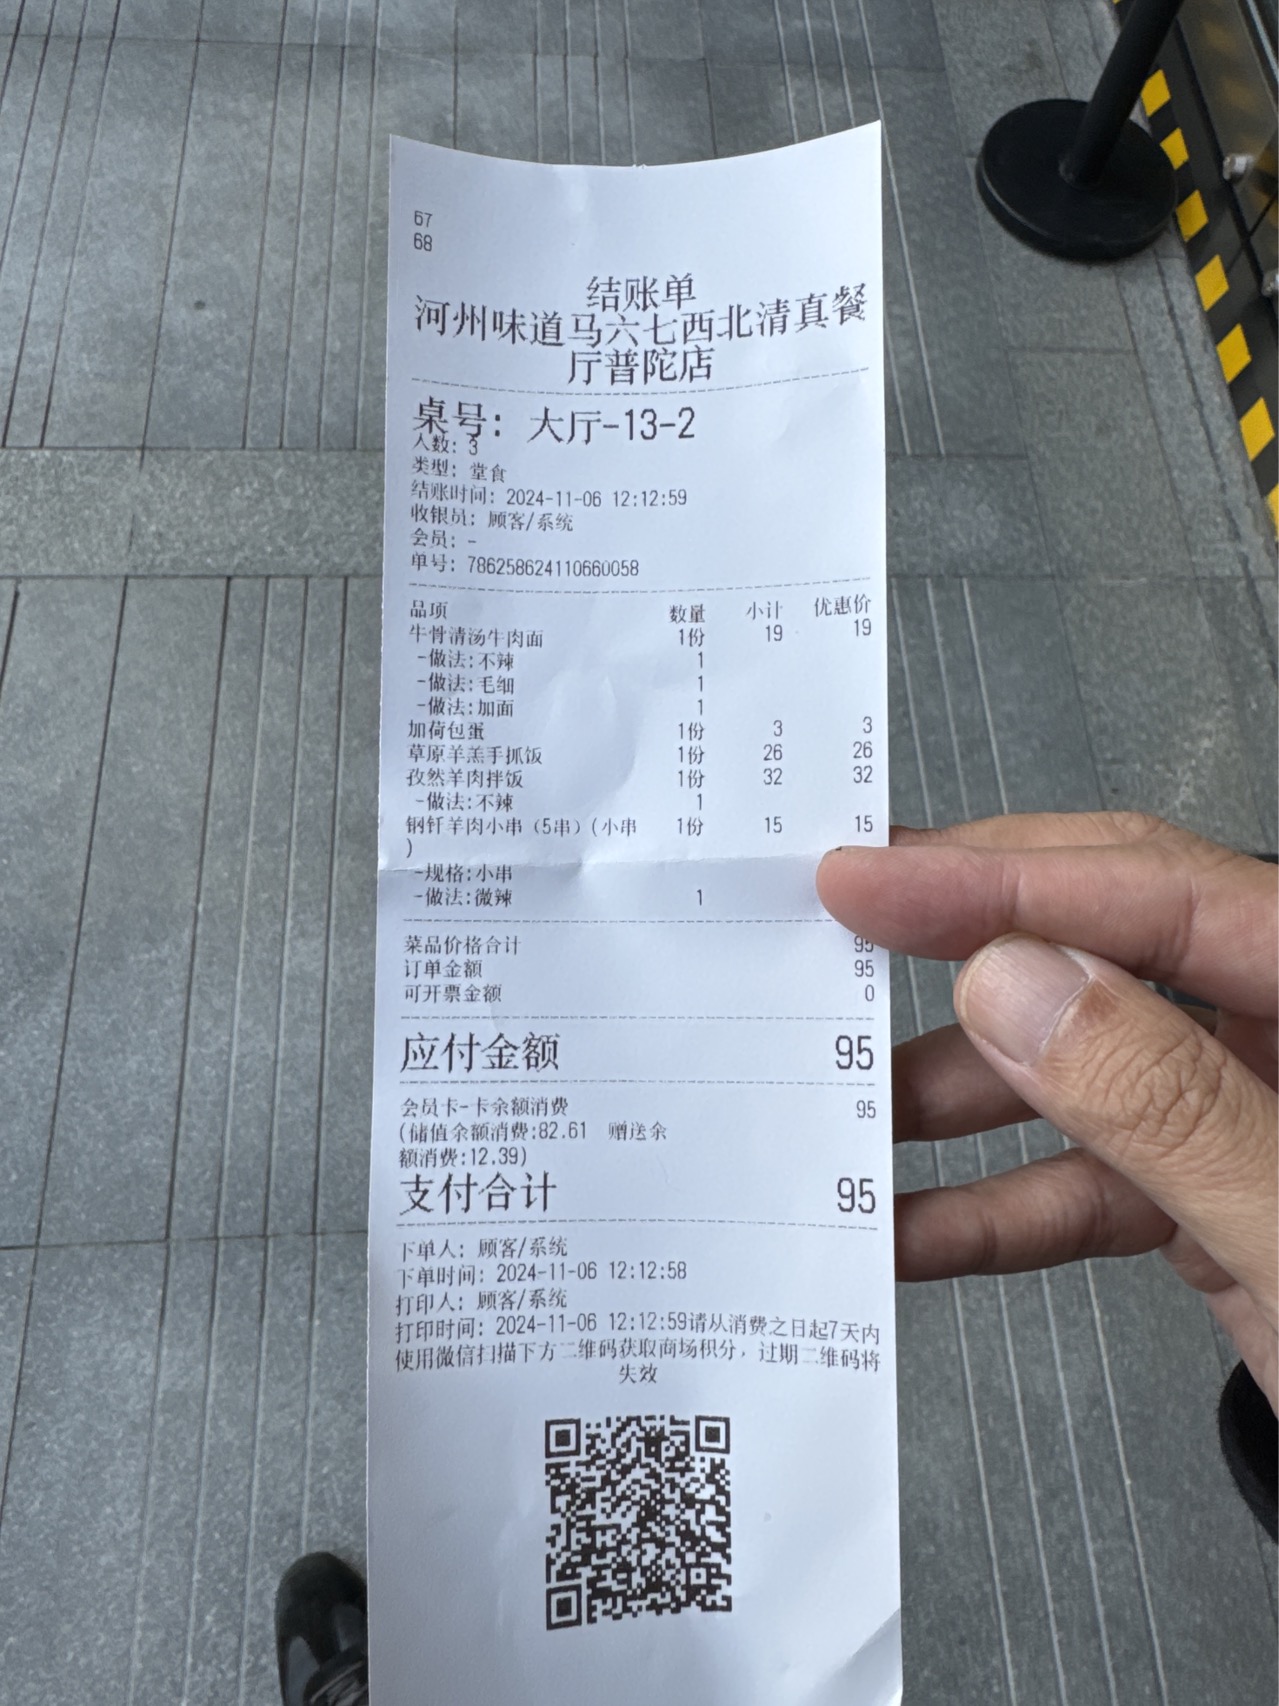 67
68
结账单
河州味道马六七西北清真餐
厅普陀店
桌号: 大厅-13-2
人数: 3
类型: 堂食
结账时间: 2024-11-06 12:12:59
收银员: 顾客/系统
会员: -
单号: 786258624110660058
品项 数量 小计 优惠价
牛骨清汤牛肉面 1份 19 19
-做法:不辣 1
-做法:毛细 1
-做法:加面 1
加荷包蛋 1份 3 3
草原羊羔手抓饭 1份 26 26
孜然羊肉拌饭 1份 32 32
-做法:不辣 1
钢钎羊肉小串（5串）(小串 1份 15 15
)
-规格:小串
-做法:微辣 1
菜品价格合计 95
订单金额 95
可开票金额 0
应付金额 95
会员卡-卡余额消费 95
(储值余额消费:82.61 赠送余
额消费:12.39)
支付合计 95
下单人: 顾客/系统
下单时间: 2024-11-06 12:12:58
打印人: 顾客/系统
打印时间: 2024-11-06 12:12:59请从消费之日起7天内
使用微信扫描下方二维码获取商场积分，过期二维码将
失效